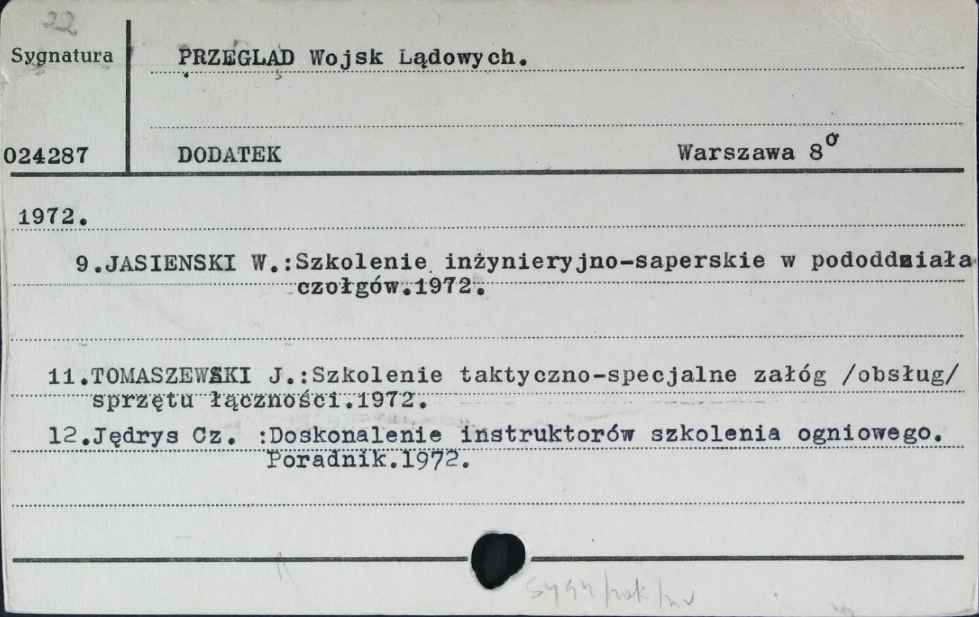 22
Sygnatura
PRZEGLAD Wojsk Lądowych.
024287
DODATEK Warszawa 8°
1972.
9.JASIENSKI W.:Szkolenie inżynieryjno-saperskie w pododdziała
czołgów.1972.
11.TOMASZEWSKI J.:Szkolenie taktyczno-specjalne załóg /obsług/
sprzętu łączności.1972.
12.Jędrys Cz. :Doskonalenie instruktorów szkolenia ogniowego.
Poradnik.1972.